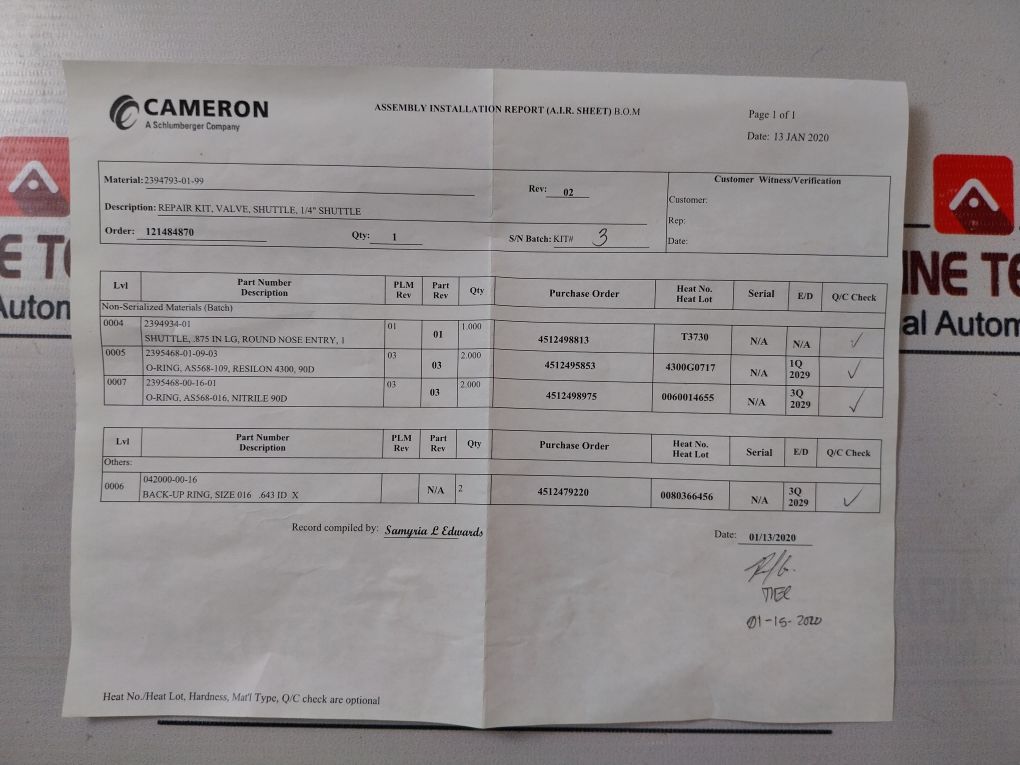 CAMERON
A Schlumberger Company
ASSEMBLY INSTALLATION REPORT (A.I.R. SHEET) B.O.M
Page 1 of 1
Date: 13 JAN 2020
Material: 2394793-01-99
Rev: 02
Description: REPAIR KIT, VALVE, SHUTTLE, 1/4" SHUTTLE
Order: 121484870
Qty: 1
S/N Batch: KIT# 3
Customer Witness/Verification
Customer:
Rep:
Date:
Lvl Part Number Description PLM Rev Part Rev Qty Purchase Order Heat No. Heat Lot Serial E/D Q/C Check
Non-Serialized Materials (Batch)
0004 2394934-01 01 01 1.000 4512498813 T3730 N/A N/A ✓
SHUTTLE, .875 IN LG, ROUND NOSE ENTRY, 1
0005 2395468-01-09-03 03 03 2.000 4512495853 4300G0717 N/A 1Q 2029 ✓
O-RING, AS568-109, RESILON 4300, 90D
0007 2395468-00-16-01 03 03 2.000 4512498975 0060014655 N/A 3Q 2029 ✓
O-RING, AS568-016, NITRILE 90D
Lvl Part Number Description PLM Rev Part Rev Qty Purchase Order Heat No. Heat Lot Serial E/D Q/C Check
Others:
0006 042000-00-16 N/A 2 4512479220 0080366456 N/A 3Q 2029 ✓
BACK-UP RING, SIZE 016 .643 ID X
Record compiled by: Samyria L Edwards
Date: 01/13/2020
01-15-2020
Heat No./Heat Lot, Hardness, Mat'l Type, Q/C check are optional
E T
Autom
INE TE
al Autom